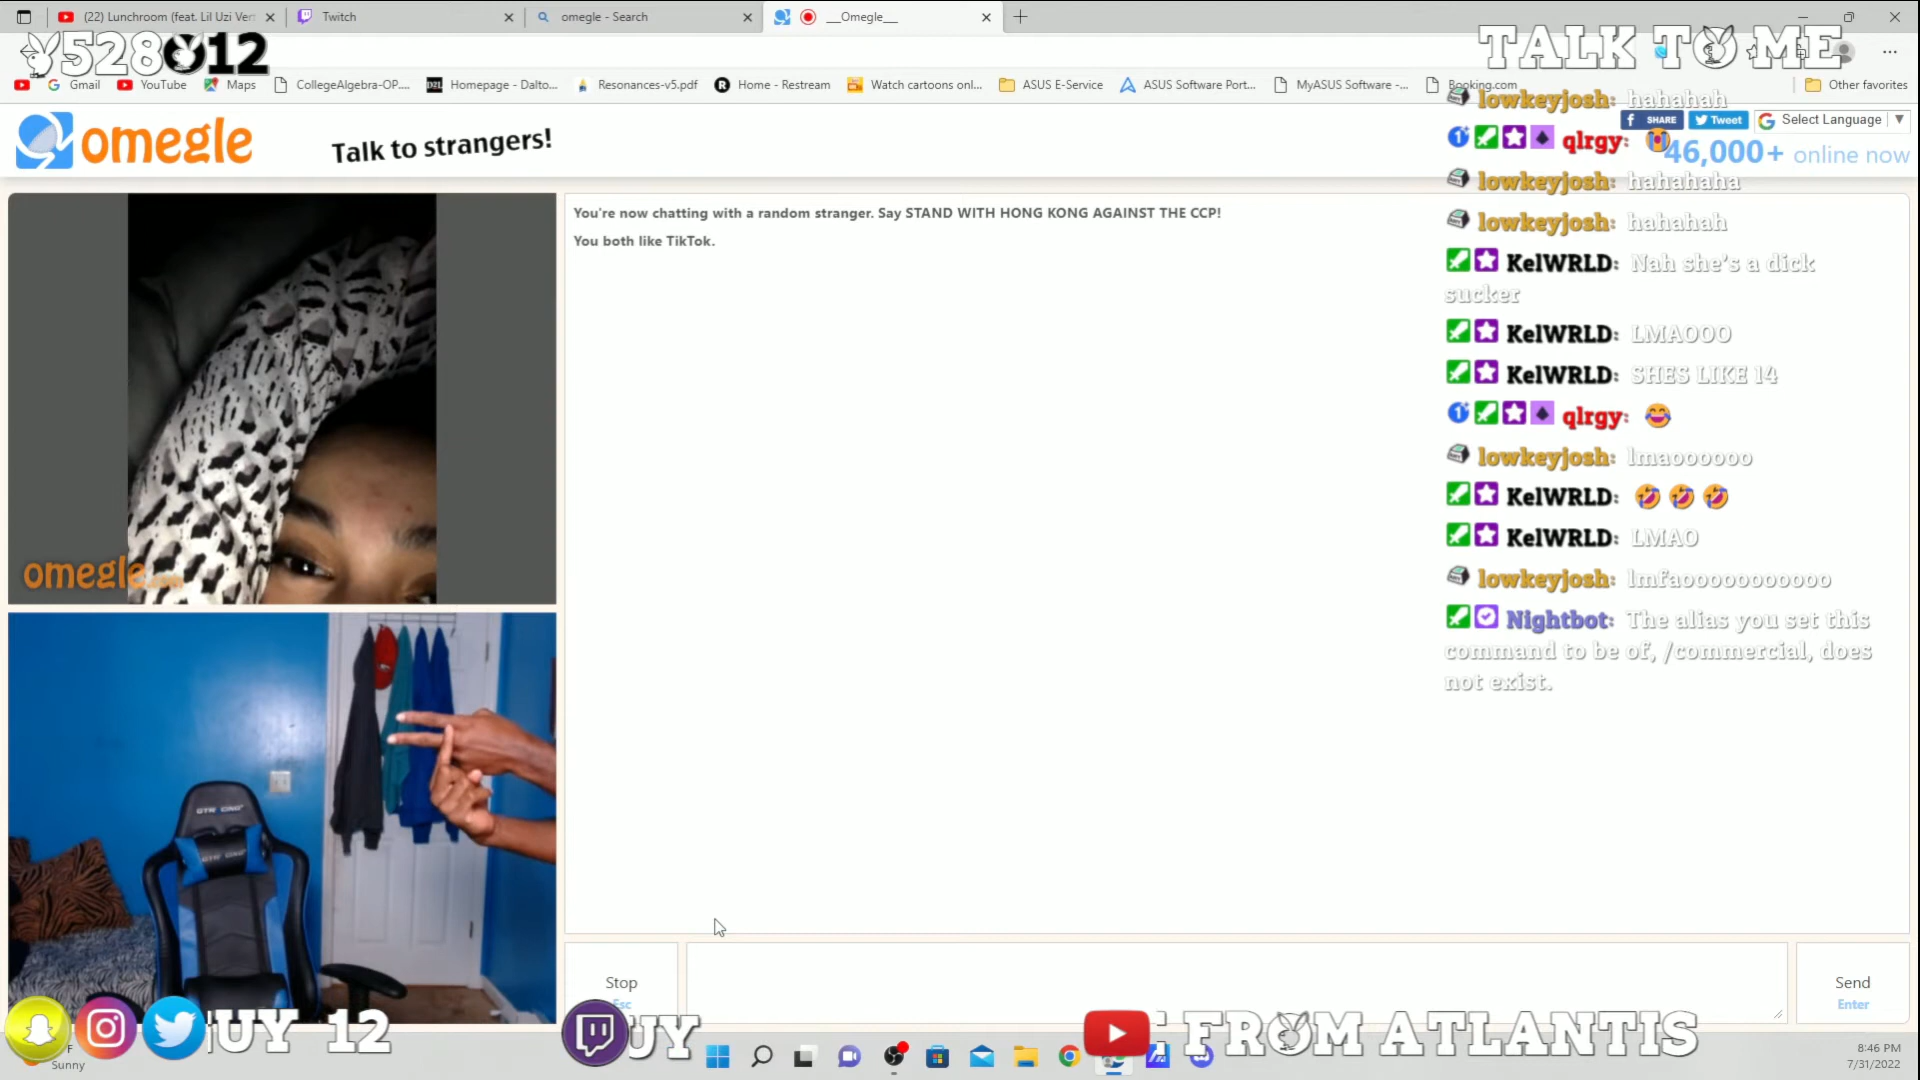 (22) Lunchroom (feat. Lil Uzi Ver
Twitch
omegle - Search
__Omegle__
528 12
TALK TO ME
Gmail
YouTube
Maps
CollegeAlgebra-OP....
Homepage - Dalto...
Resonances-v5.pdf
Home - Restream
Watch cartoons onl...
ASUS E-Service
ASUS Software Port...
MyASUS Software -...
Booking.com
Other favorites
omegle
Talk to strangers!
SHARE
Tweet
Select Language
46,000+ online now
You're now chatting with a random stranger. Say STAND WITH HONG KONG AGAINST THE CCP!
You both like TikTok.
lowkeyjosh: hahahah
qlrgy: 😭
lowkeyjosh: hahahaha
lowkeyjosh: hahahah
KelWRLD: Nah she's a dick
sucker
KelWRLD: LMAOOO
KelWRLD: SHES LIKE 14
qlrgy: 😂
lowkeyjosh: lmaoooooo
KelWRLD: 🤣🤣🤣
KelWRLD: LMAO
lowkeyjosh: lmfaooooooooooo
Nightbot: The alias you set this
command to be of, /commercial, does
not exist.
omegle
GTRACING
GTRACING
Stop
Esc
Send
Enter
UY 12
UY
FROM ATLANTIS
Sunny
8:46 PM
7/31/2022